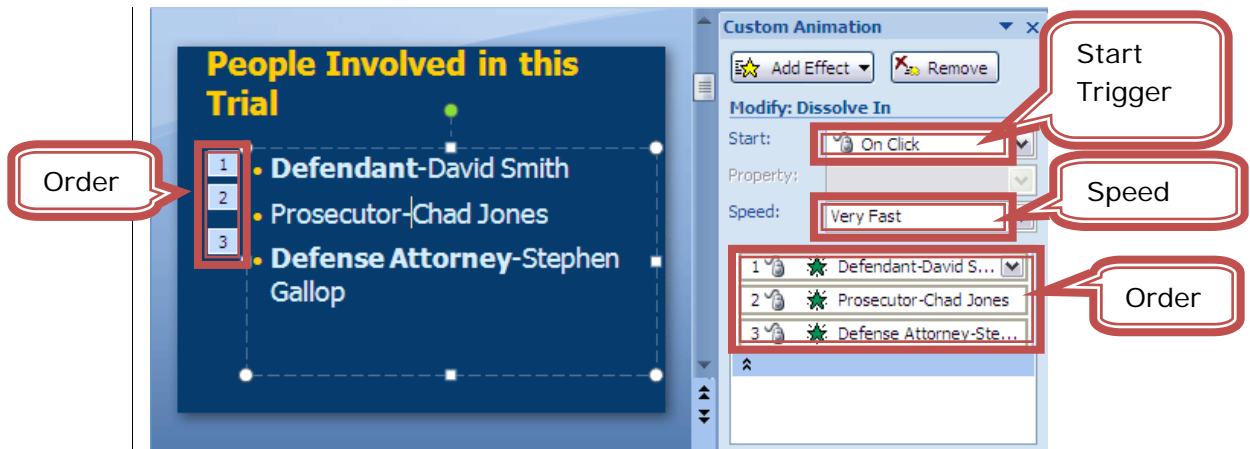 People Involved in this
Trial
Order
1
2
3
• Defendant-David Smith
• Prosecutor-Chad Jones
• Defense Attorney-Stephen
Gallop
Custom Animation
Add Effect
Remove
Modify: Dissolve In
Start:
On Click
Property:
Speed:
Very Fast
1 Defendant-David S...
2 Prosecutor-Chad Jones
3 Defense Attorney-Ste...
Start
Trigger
Speed
Order